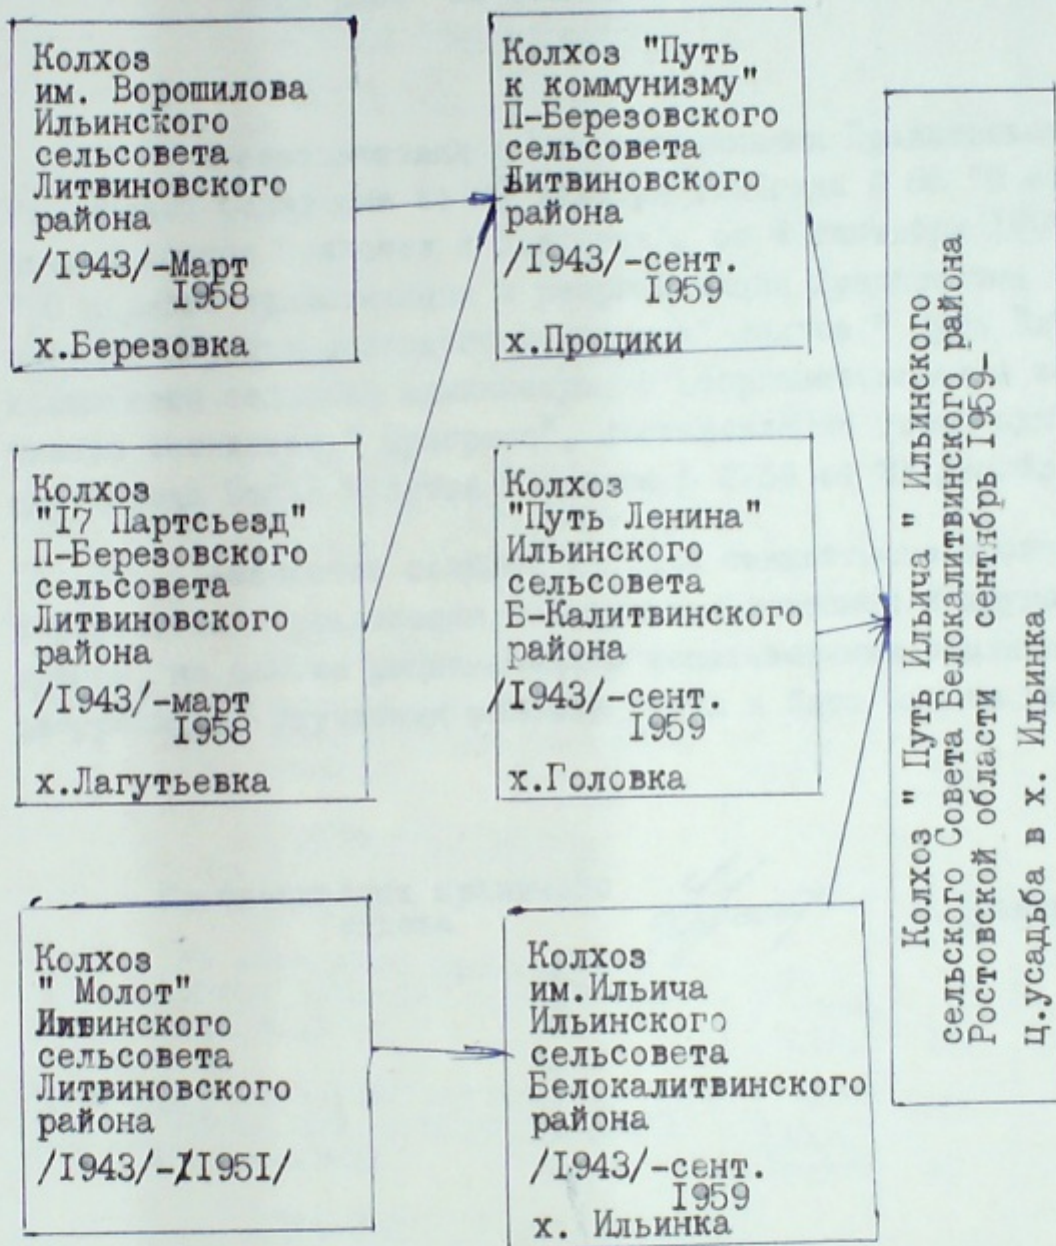 Колхоз
им. Ворошилова
Ильинского
сельсовета
Литвиновского
района
/I943/-Март
I958
х.Березовка
Колхоз "Путь
к коммунизму"
П-Березовского
сельсовета
Литвиновского
района
/I943/-сент.
I959
х.Процики
Колхоз
"I7 Партсьезд"
П-Березовского
сельсовета
Литвиновского
района
/I943/-март
I958
х.Лагутьевка
Колхоз
"Путь Ленина"
Ильинского
сельсовета
Б-Калитвинского
района
/I943/-сент.
I959
х.Головка
Колхоз
" Молот"
сельсовета
Литвиновского
района
/I943/-/I95I/
Колхоз
им.Ильича
Ильинского
сельсовета
Белокалитвинского
района
/I943/-сент.
I959
х. Ильинка
Колхоз " Путь Ильича " Ильинского
сельского Совета Белокалитвинского района
Ростовской области сентябрь I959-
Ц.усадьба в х. Ильинка